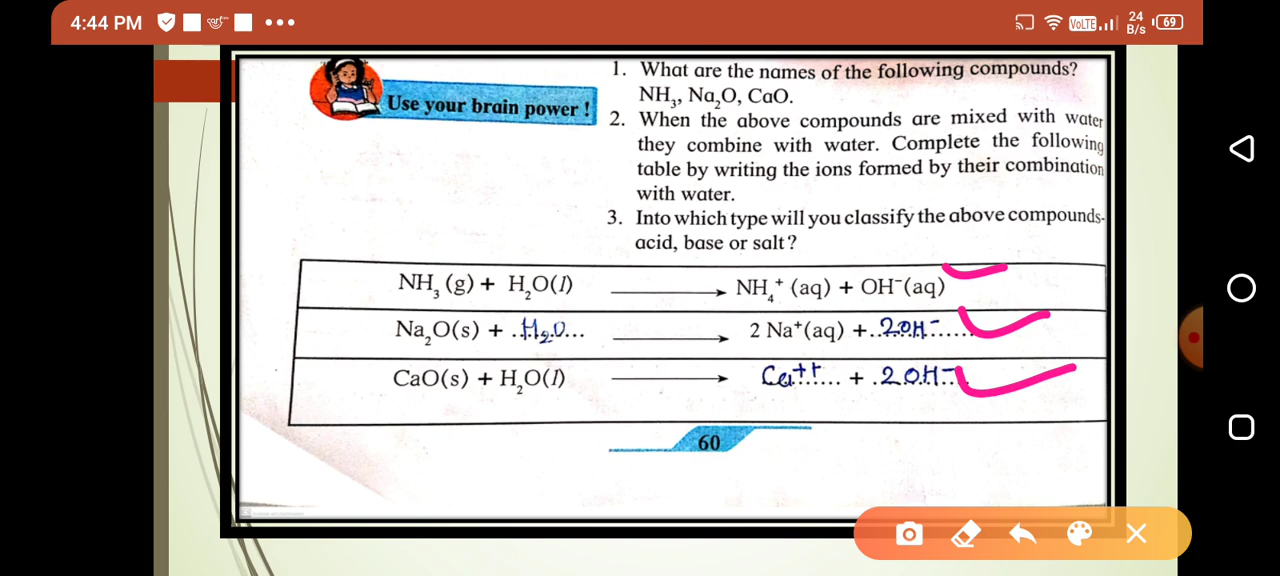 4:44 PM
VoLTE 24 B/s 69
Use your brain power !
1. What are the names of the following compounds?
NH₃, Na₂O, CaO.
2. When the above compounds are mixed with water
they combine with water. Complete the following
table by writing the ions formed by their combination
with water.
3. Into which type will you classify the above compounds-
acid, base or salt?
NH₃ (g) + H₂O(l) → NH₄⁺ (aq) + OH⁻(aq)
Na₂O(s) + ..H₂O... → 2 Na⁺(aq) +..2OH⁻.....
CaO(s) + H₂O(l) → Ca⁺⁺... + .2OH⁻..
60